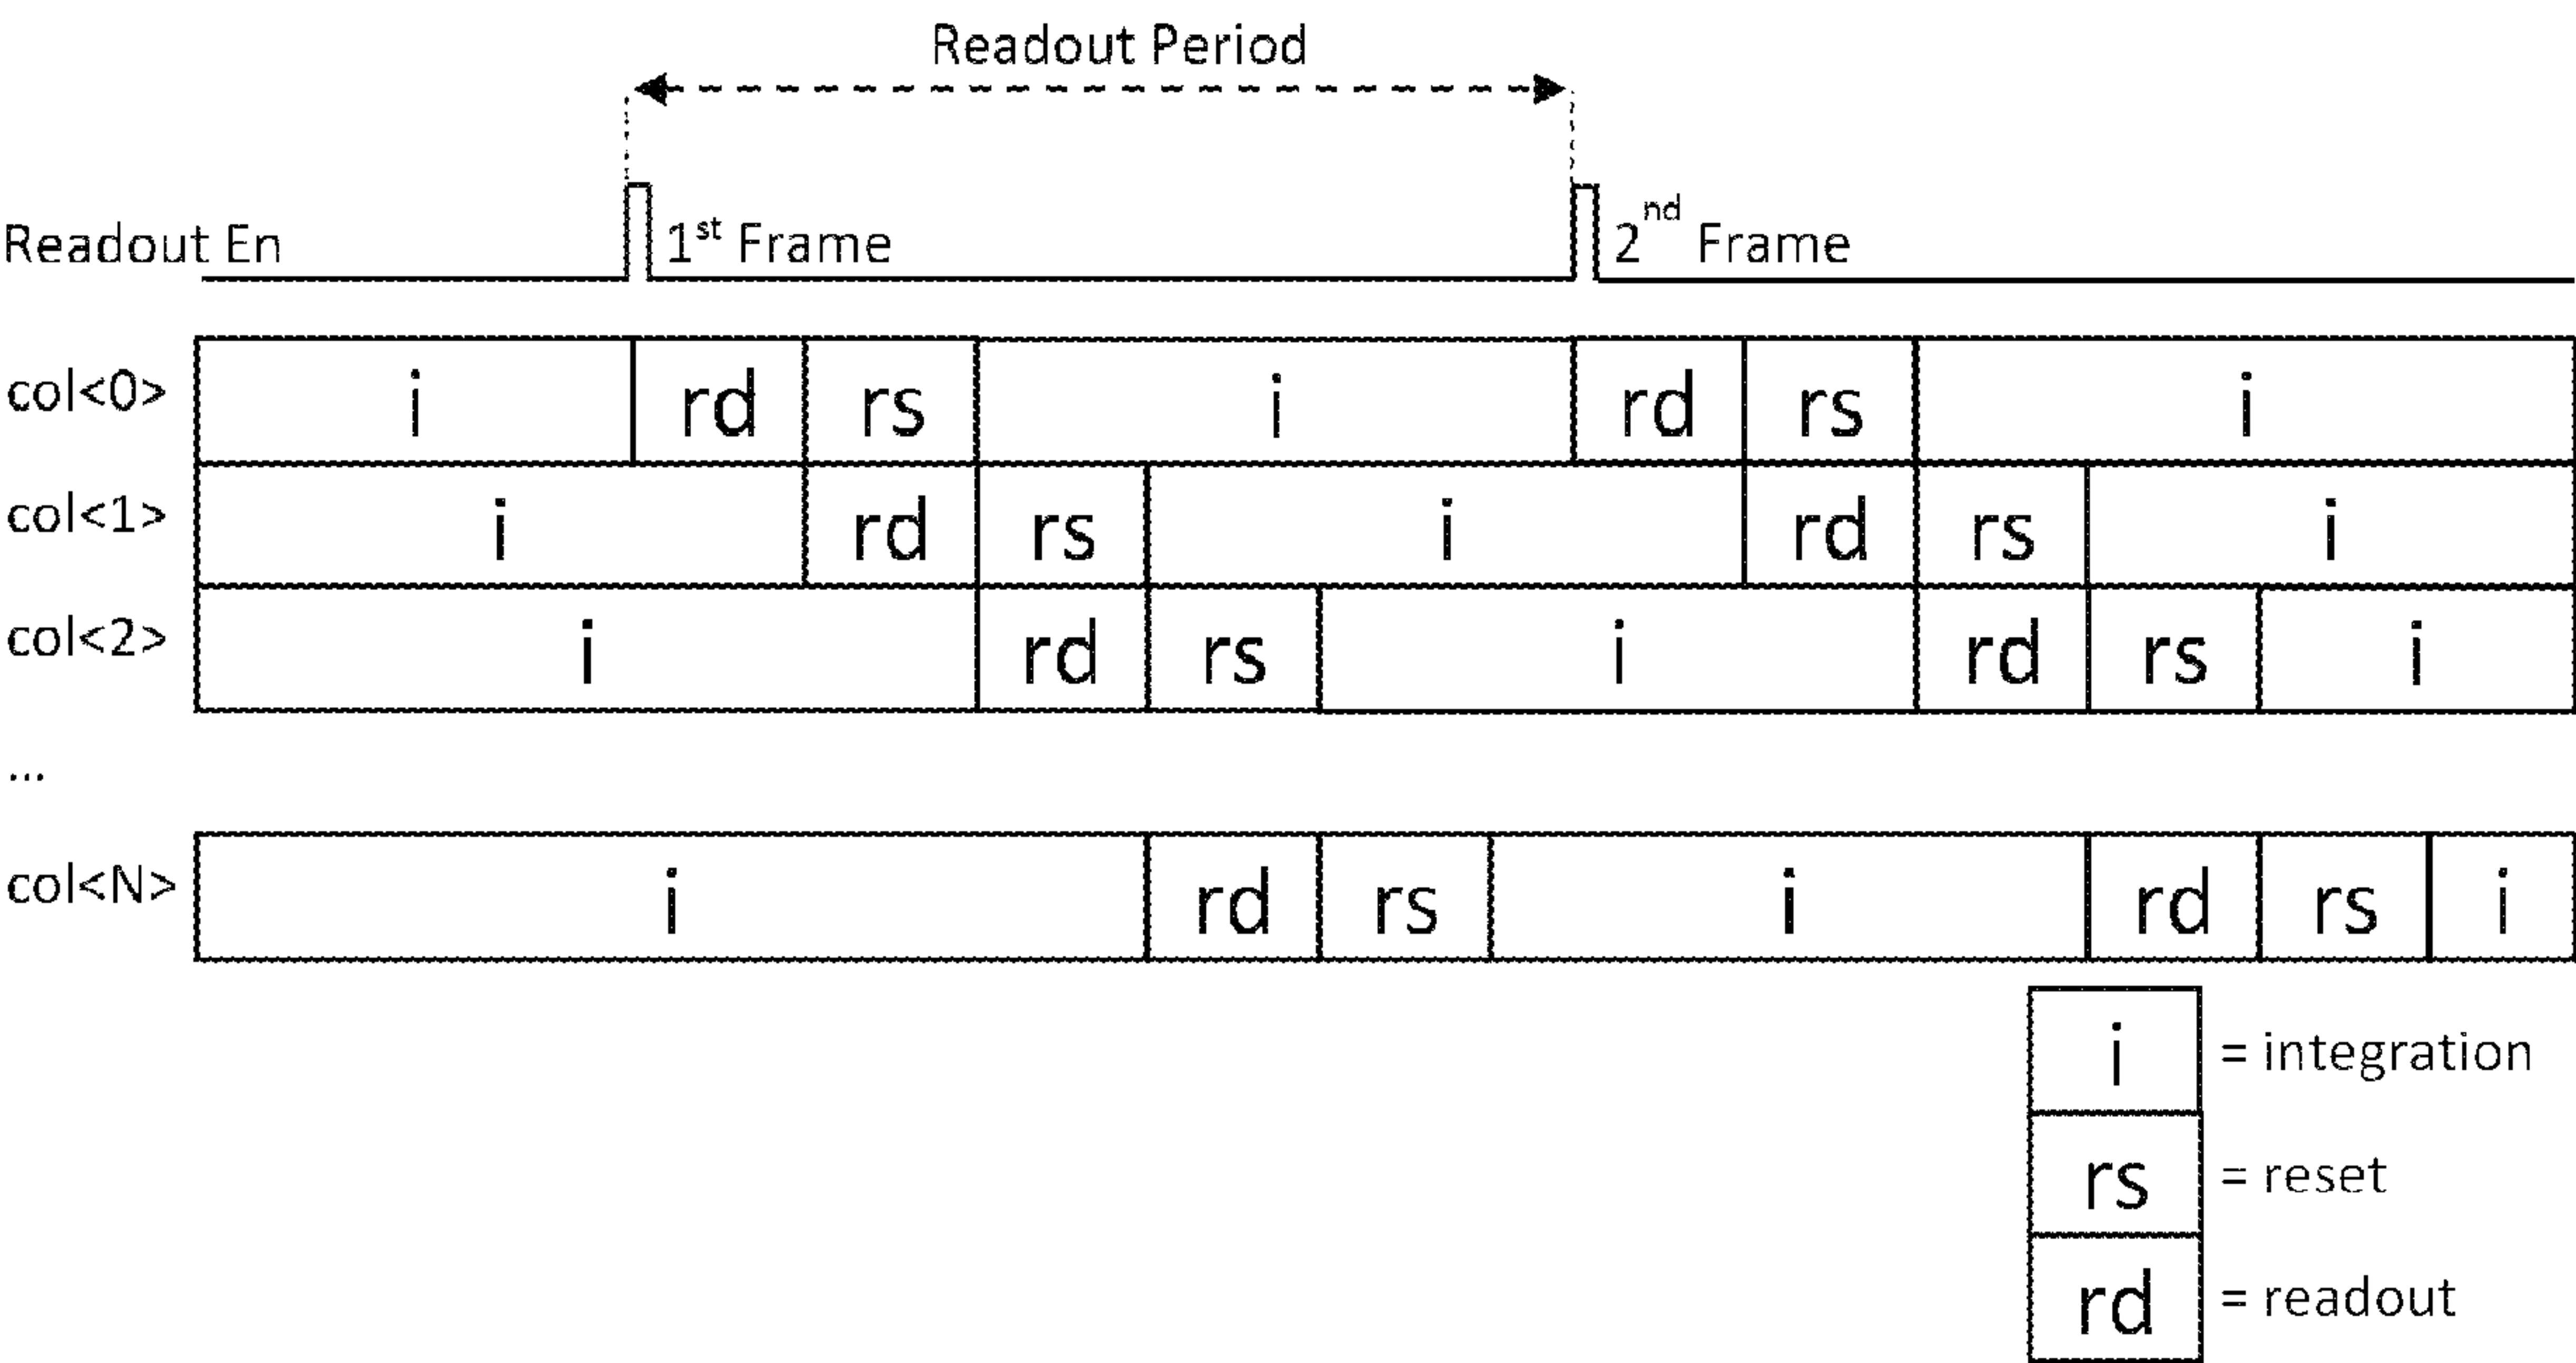 Readout Period
Readout En 1st Frame 2nd Frame
col<0> i rd rs i rd rs i
col<1> i rd rs i rd rs i
col<2> i rd rs i rd rs i
...
col<N> i rd rs i rd rs i
i = integration
rs = reset
rd = readout